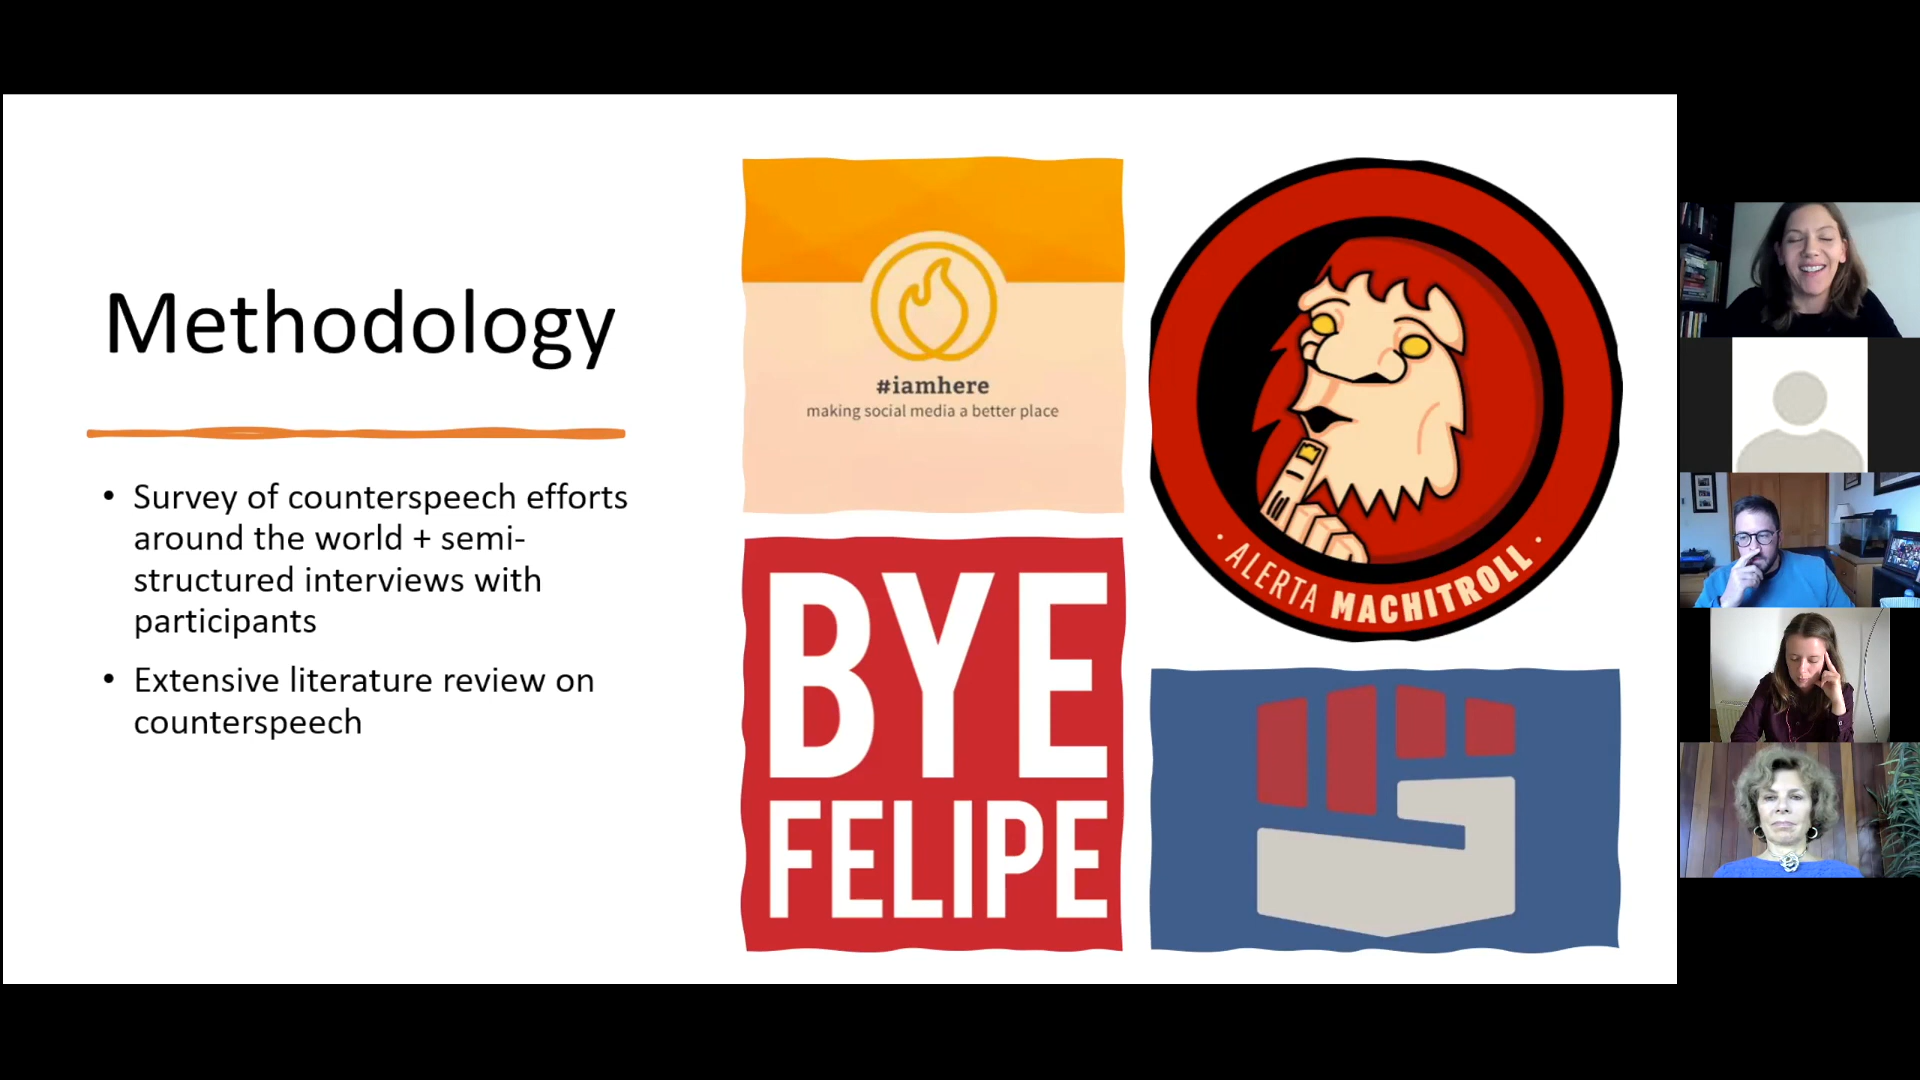 Methodology
• Survey of counterspeech efforts
around the world + semi-
structured interviews with
participants
• Extensive literature review on
counterspeech
#iamhere
making social media a better place
· ALERTA MACHITROLL ·
BYE
FELIPE